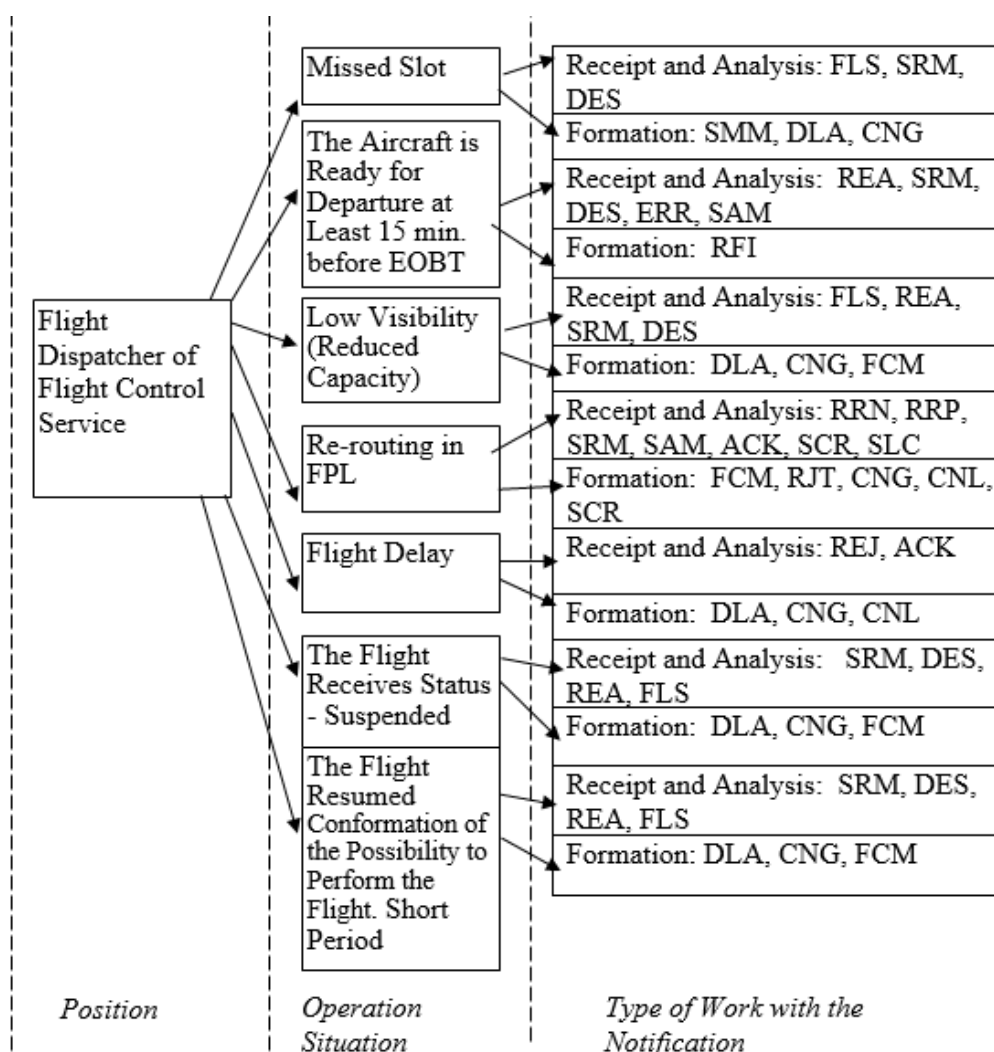 Flight
Dispatcher of
Flight Control
Service
Missed Slot
The Aircraft is
Ready for
Departure at
Least 15 min.
before EOBT
Low Visibility
(Reduced
Capacity)
Re-routing in
FPL
Flight Delay
The Flight
Receives Status
- Suspended
The Flight
Resumed
Conformation of
the Possibility to
Perform the
Flight. Short
Period
Receipt and Analysis: FLS, SRM,
DES
Formation: SMM, DLA, CNG
Receipt and Analysis: REA, SRM,
DES, ERR, SAM
Formation: RFI
Receipt and Analysis: FLS, REA,
SRM, DES
Formation: DLA, CNG, FCM
Receipt and Analysis: RRN, RRP,
SRM, SAM, ACK, SCR, SLC
Formation: FCM, RJT, CNG, CNL,
SCR
Receipt and Analysis: REJ, ACK
Formation: DLA, CNG, CNL
Receipt and Analysis: SRM, DES,
REA, FLS
Formation: DLA, CNG, FCM
Receipt and Analysis: SRM, DES,
REA, FLS
Formation: DLA, CNG, FCM
Position
Operation
Situation
Type of Work with the
Notification